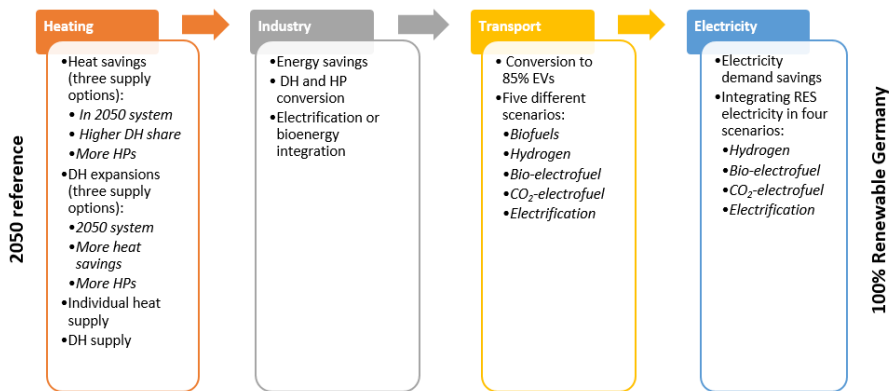 2050 reference
Heating
•Heat savings
(three supply
options):
•In 2050 system
•Higher DH share
•More HPs
•DH expansions
(three supply
options):
•2050 system
•More heat
savings
•More HPs
•Individual heat
supply
•DH supply
Industry
•Energy savings
• DH and HP
conversion
•Electrification or
bioenergy
integration
Transport
• Conversion to
85% EVs
•Five different
scenarios:
•Biofuels
•Hydrogen
•Bio-electrofuel
•CO₂-electrofuel
•Electrification
Electricity
•Electricity
demand savings
•Integrating RES
electricity in four
scenarios:
•Hydrogen
•Bio-electrofuel
•CO₂-electrofuel
•Electrification
100% Renewable Germany